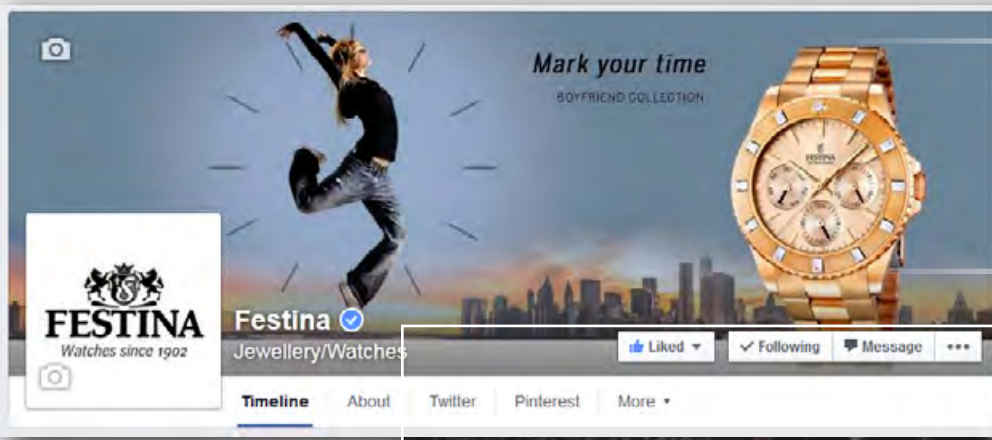 Mark your time
BOYFRIEND COLLECTION
FESTINA
FESTINA
Watches since 1902
Festina
Jewellery/Watches
Liked
Following
Message
Timeline
About
Twitter
Pinterest
More